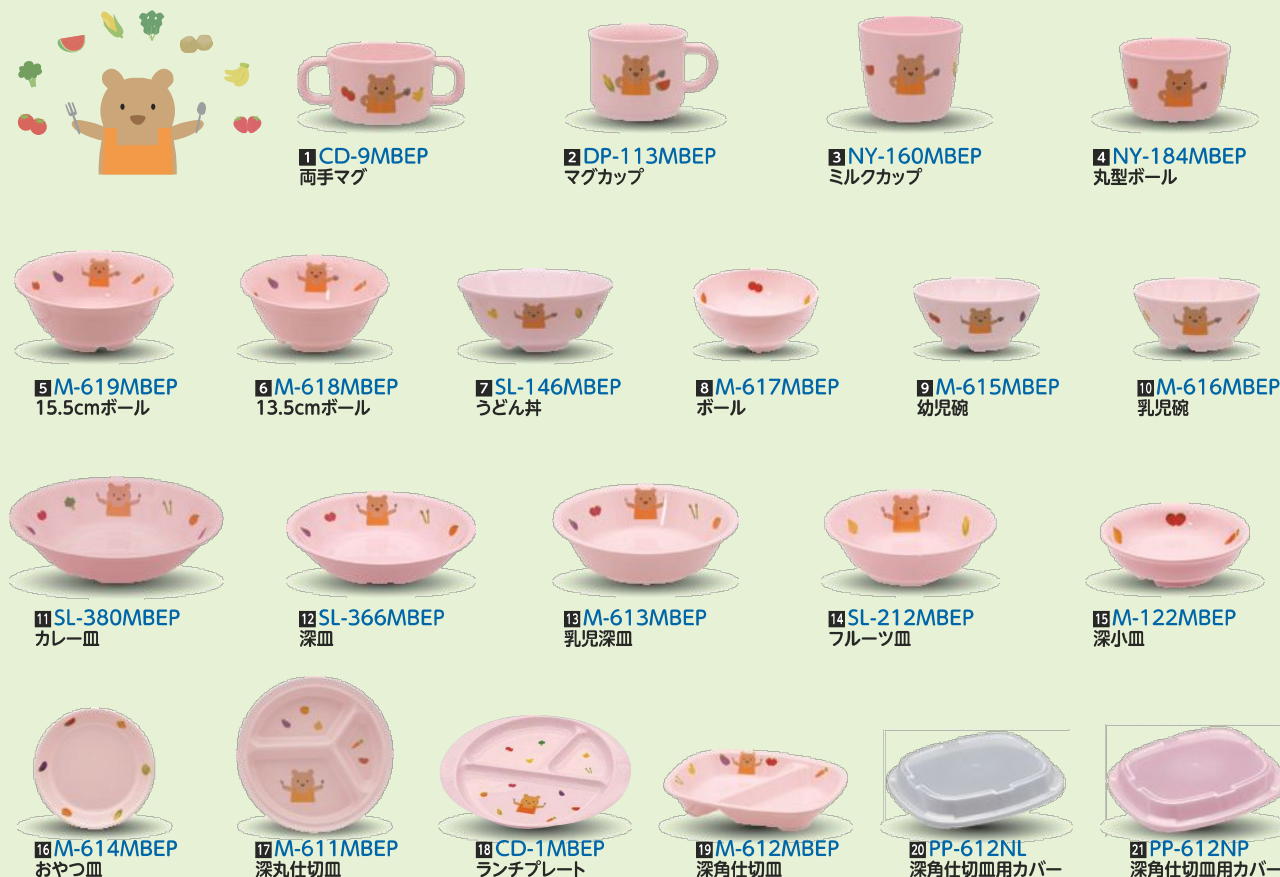 1 CD-9MBEP
両手マグ
2 DP-113MBEP
マグカップ
3 NY-160MBEP
ミルクカップ
4 NY-184MBEP
丸型ボール
5 M-619MBEP
15.5cmボール
6 M-618MBEP
13.5cmボール
7 SL-146MBEP
うどん丼
8 M-617MBEP
ボール
9 M-615MBEP
幼児碗
10 M-616MBEP
乳児碗
11 SL-380MBEP
カレー皿
12 SL-366MBEP
深皿
13 M-613MBEP
乳児深皿
14 SL-212MBEP
フルーツ皿
15 M-122MBEP
深小皿
16 M-614MBEP
おやつ皿
17 M-611MBEP
深丸仕切皿
18 CD-1MBEP
ランチプレート
19 M-612MBEP
深角仕切皿
20 PP-612NL
深角仕切皿用カバー
21 PP-612NP
深角仕切皿用カバー